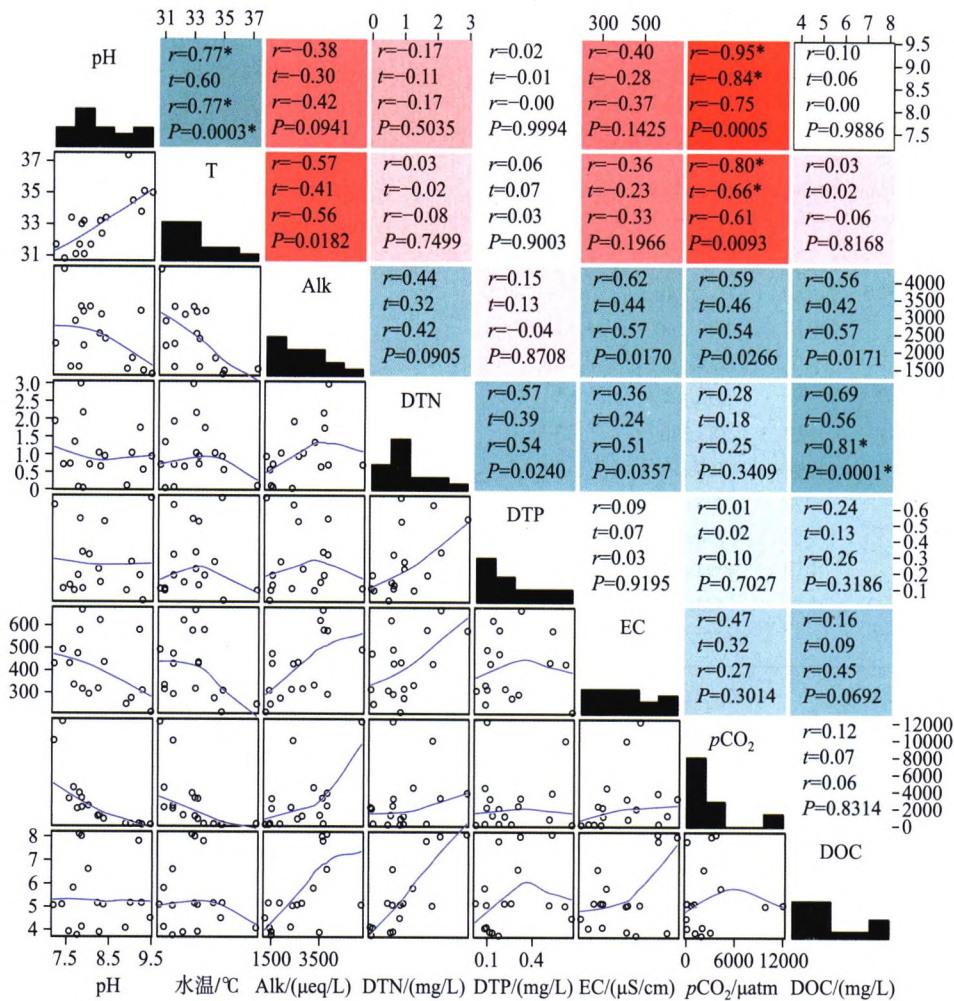 31 33 35 37 0 1 2 3 300 500 4 5 6 7 8
pH
r=0.77*
t=0.60
r=0.77*
P=0.0003*
r=−0.38
t=−0.30
r=−0.42
P=0.0941
r=−0.17
t=−0.11
r=−0.17
P=0.5035
r=0.02
t=−0.01
r=−0.00
P=0.9994
r=−0.40
t=−0.28
r=−0.37
P=0.1425
r=−0.95*
t=−0.84*
r=−0.75
P=0.0005
r=0.10
t=0.06
r=0.00
P=0.9886
9.5
9.0
8.5
8.0
7.5
37
35
33
31
T
r=−0.57
t=−0.41
r=−0.56
P=0.0182
r=0.03
t=−0.02
r=−0.08
P=0.7499
r=0.06
t=0.07
r=0.03
P=0.9003
r=−0.36
t=−0.23
r=−0.33
P=0.1966
r=−0.80*
t=−0.66*
r=−0.61
P=0.0093
r=0.03
t=0.02
r=−0.06
P=0.8168
Alk
r=0.44
t=0.32
r=0.42
P=0.0905
r=0.15
t=0.13
r=−0.04
P=0.8708
r=0.62
t=0.44
r=0.57
P=0.0170
r=0.59
t=0.46
r=0.54
P=0.0266
r=0.56
t=0.42
r=0.57
P=0.0171
4000
3500
2500
2000
1500
3.0
2.0
1.5
1.0
0.5
0
DTN
r=0.57
t=0.39
r=0.54
P=0.0240
r=0.36
t=0.24
r=0.51
P=0.0357
r=0.28
t=0.18
r=0.25
P=0.3409
r=0.69
t=0.56
r=0.81*
P=0.0001*
DTP
r=0.09
t=0.07
r=0.03
P=0.9195
r=0.01
t=0.02
r=0.10
P=0.7027
r=0.24
t=0.13
r=0.26
P=0.3186
0.6
0.5
0.4
0.3
0.2
0.1
600
500
400
300
EC
r=0.47
t=0.32
r=0.27
P=0.3014
r=0.16
t=0.09
r=0.45
P=0.0692
pCO₂
r=0.12
t=0.07
r=0.06
P=0.8314
12000
10000
8000
6000
4000
2000
0
8
7
6
5
4
DOC
7.5 8.5 9.5 1500 3500 0.1 0.4 0 6000 12000
pH 水温/℃ Alk/(μeq/L) DTN/(mg/L) DTP/(mg/L) EC/(μS/cm) pCO₂/μatm DOC/(mg/L)